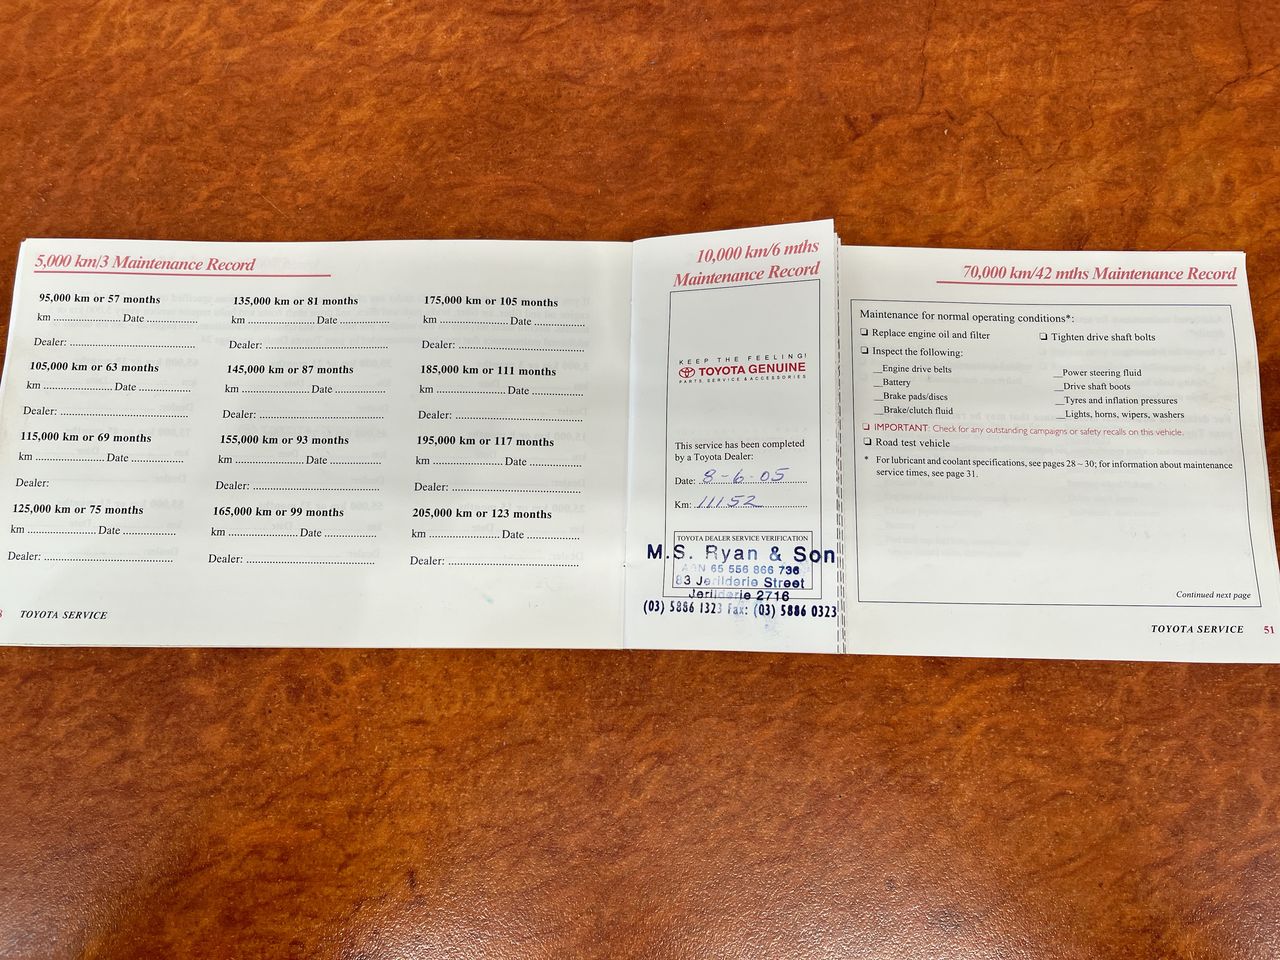 5,000 km/3 Maintenance Record
95,000 km or 57 months
km .................... Date ...............
Dealer: ........................................
105,000 km or 63 months
km .................... Date ...............
Dealer: ........................................
115,000 km or 69 months
km .................... Date ...............
Dealer:
125,000 km or 75 months
km .................... Date ...............
Dealer: ........................................
135,000 km or 81 months
km .................... Date ...............
Dealer: ........................................
145,000 km or 87 months
km .................... Date ...............
Dealer: ........................................
155,000 km or 93 months
km .................... Date ...............
Dealer: ........................................
165,000 km or 99 months
km .................... Date ...............
Dealer: ........................................
175,000 km or 105 months
km .................... Date ...............
Dealer: ........................................
185,000 km or 111 months
km .................... Date ...............
Dealer: ........................................
195,000 km or 117 months
km .................... Date ...............
Dealer: ........................................
205,000 km or 123 months
km .................... Date ...............
Dealer: ........................................
8 TOYOTA SERVICE
10,000 km/6 mths
Maintenance Record
KEEP THE FEELING!
TOYOTA GENUINE
PARTS, SERVICE & ACCESSORIES
This service has been completed
by a Toyota Dealer:
Date: 8-6-05
Km: 11152
TOYOTA DEALER SERVICE VERIFICATION
M.S. Ryan & Son
ABN 65 556 866 736
83 Jerilderie Street
Jerilderie 2716
(03) 5886 1323 Fax: (03) 5886 0323
70,000 km/42 mths Maintenance Record
Maintenance for normal operating conditions*:
❏ Replace engine oil and filter
❏ Inspect the following:
__Engine drive belts
__Battery
__Brake pads/discs
__Brake/clutch fluid
❏ Tighten drive shaft bolts
__Power steering fluid
__Drive shaft boots
__Tyres and inflation pressures
__Lights, horns, wipers, washers
❏ IMPORTANT: Check for any outstanding campaigns or safety recalls on this vehicle.
❏ Road test vehicle
* For lubricant and coolant specifications, see pages 28 ~ 30; for information about maintenance
service times, see page 31.
Continued next page
TOYOTA SERVICE 51